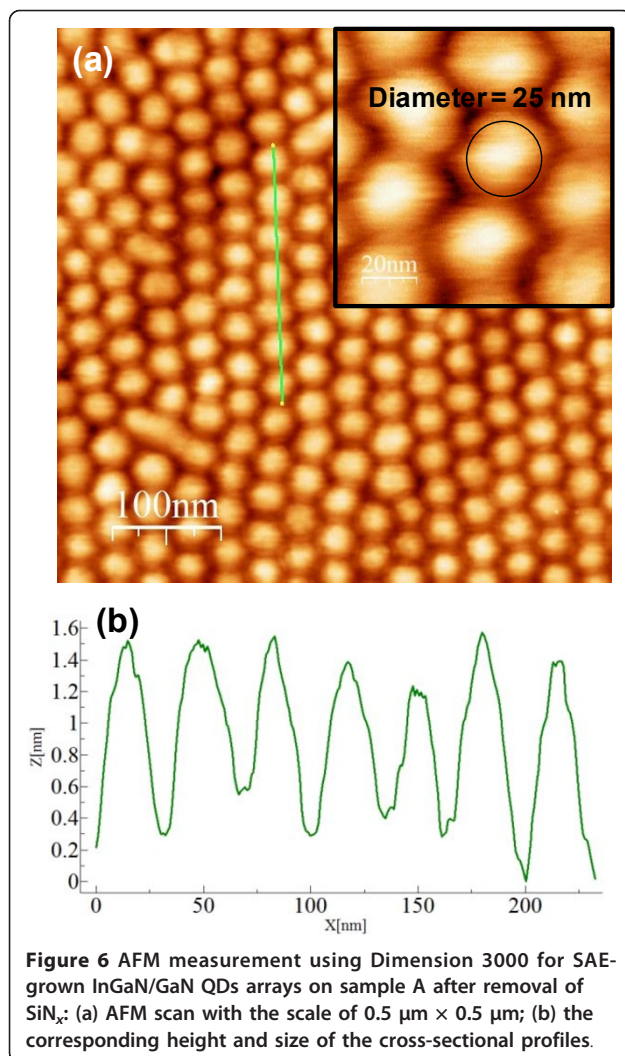 (a)
Diameter = 25 nm
20nm
100nm
(b)
1.6
1.4
1.2
1
0.8
0.6
0.4
0.2
0
Z[nm]
0 50 100 150 200
X[nm]
Figure 6 AFM measurement using Dimension 3000 for SAE-
grown InGaN/GaN QDs arrays on sample A after removal of
SiNx: (a) AFM scan with the scale of 0.5 μm × 0.5 μm; (b) the
corresponding height and size of the cross-sectional profiles.